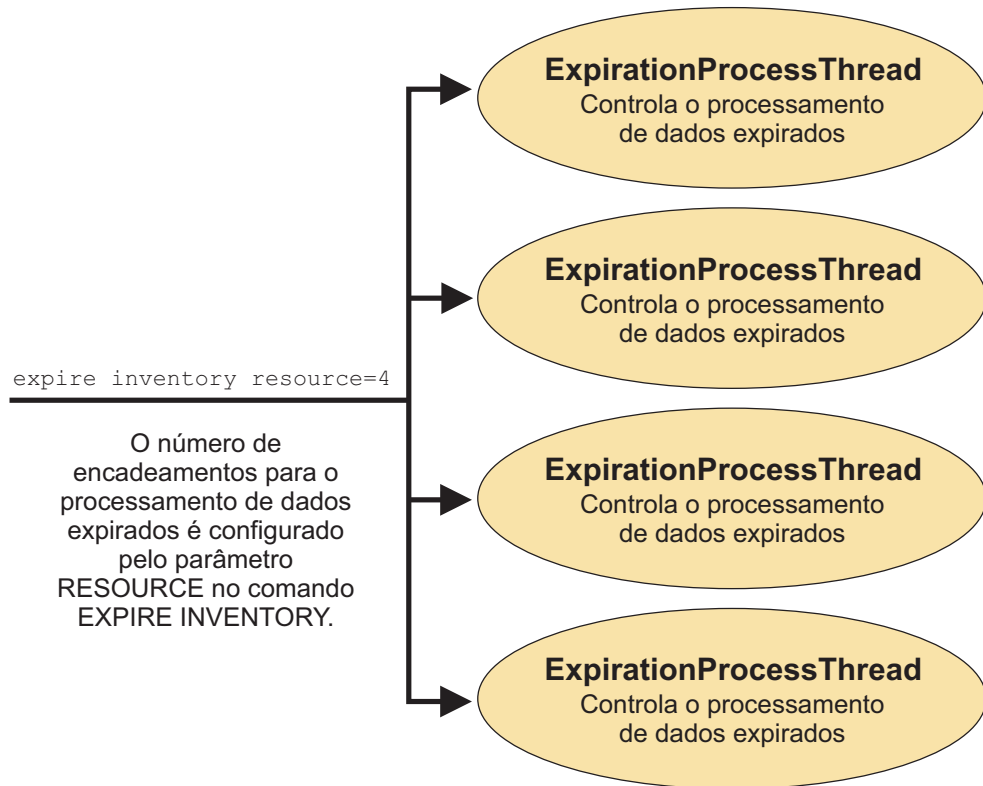 ExpirationProcessThread
Controla o processamento
de dados expirados
ExpirationProcessThread
Controla o processamento
de dados expirados
expire inventory resource=4
O número de
encadeamentos para o
processamento de dados
expirados é configurado
pelo parâmetro
RESOURCE no comando
EXPIRE INVENTORY.
ExpirationProcessThread
Controla o processamento
de dados expirados
ExpirationProcessThread
Controla o processamento
de dados expirados